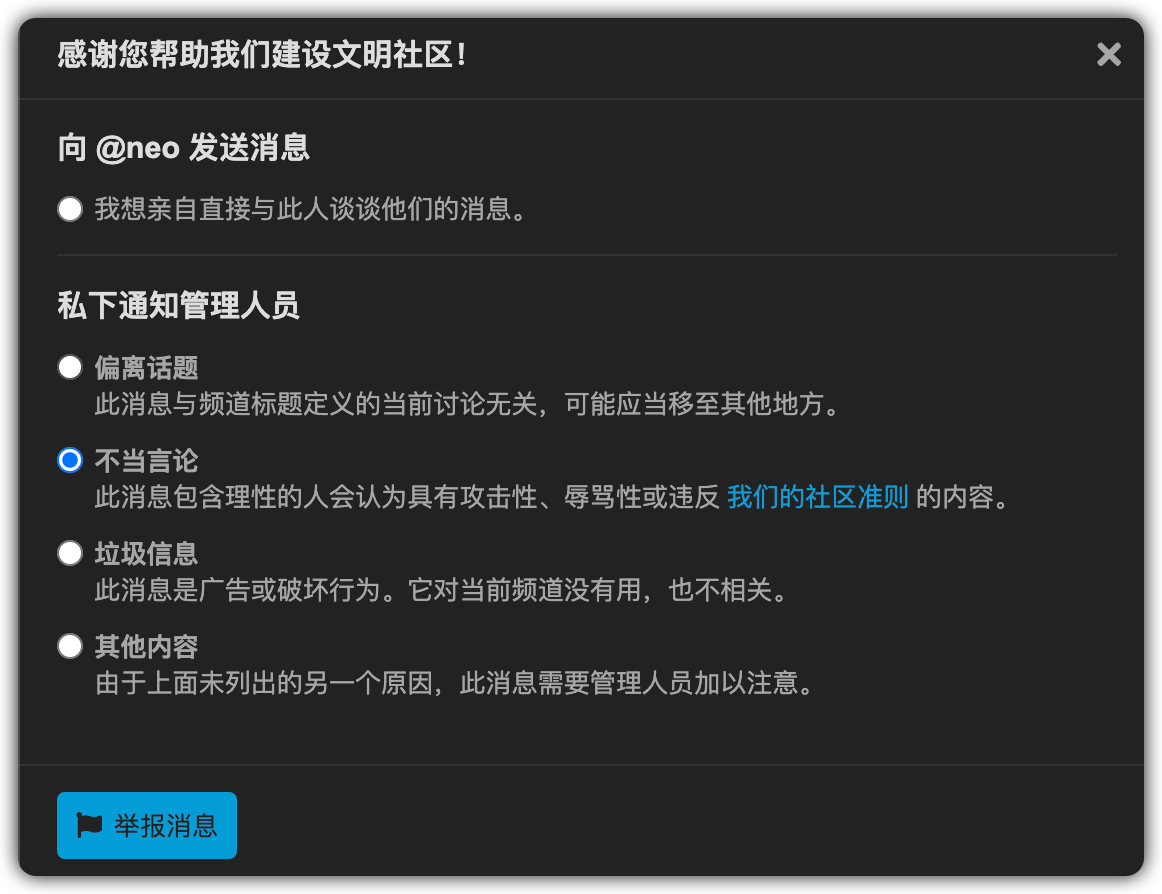 感谢您帮助我们建设文明社区！
向 @neo 发送消息
我想亲自直接与此人谈谈他们的消息。
私下通知管理人员
偏离话题
此消息与频道标题定义的当前讨论无关，可能应当移至其他地方。
不当言论
此消息包含理性的人会认为具有攻击性、辱骂性或违反 我们的社区准则 的内容。
垃圾信息
此消息是广告或破坏行为。它对当前频道没有用，也不相关。
其他内容
由于上面未列出的另一个原因，此消息需要管理人员加以注意。
举报消息